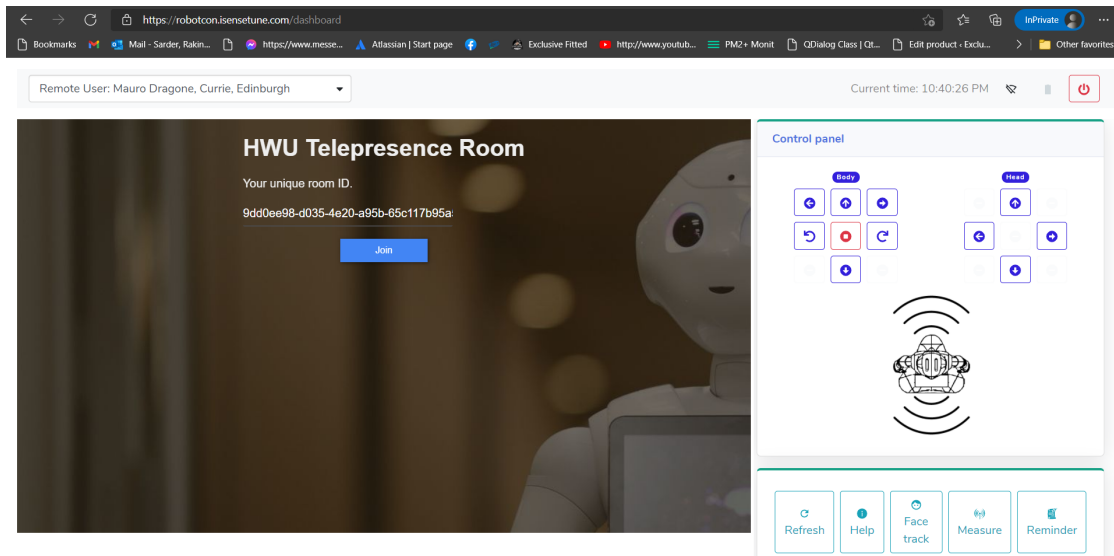 https://robotcon.isensetune.com/dashboard
InPrivate
Bookmarks
Mail - Sarder, Rakin...
https://www.messe...
Atlassian | Start page
Exclusive Fitted
http://www.youtub...
PM2+ Monit
QDialog Class | Qt...
Edit product ‹ Exclu...
Other favorites
Remote User: Mauro Dragone, Currie, Edinburgh
Current time: 10:40:26 PM
HWU Telepresence Room
Your unique room ID.
9dd0ee98-d035-4e20-a95b-65c117b95a
Join
Control panel
Body
Head
Refresh
Help
Face
track
Measure
Reminder